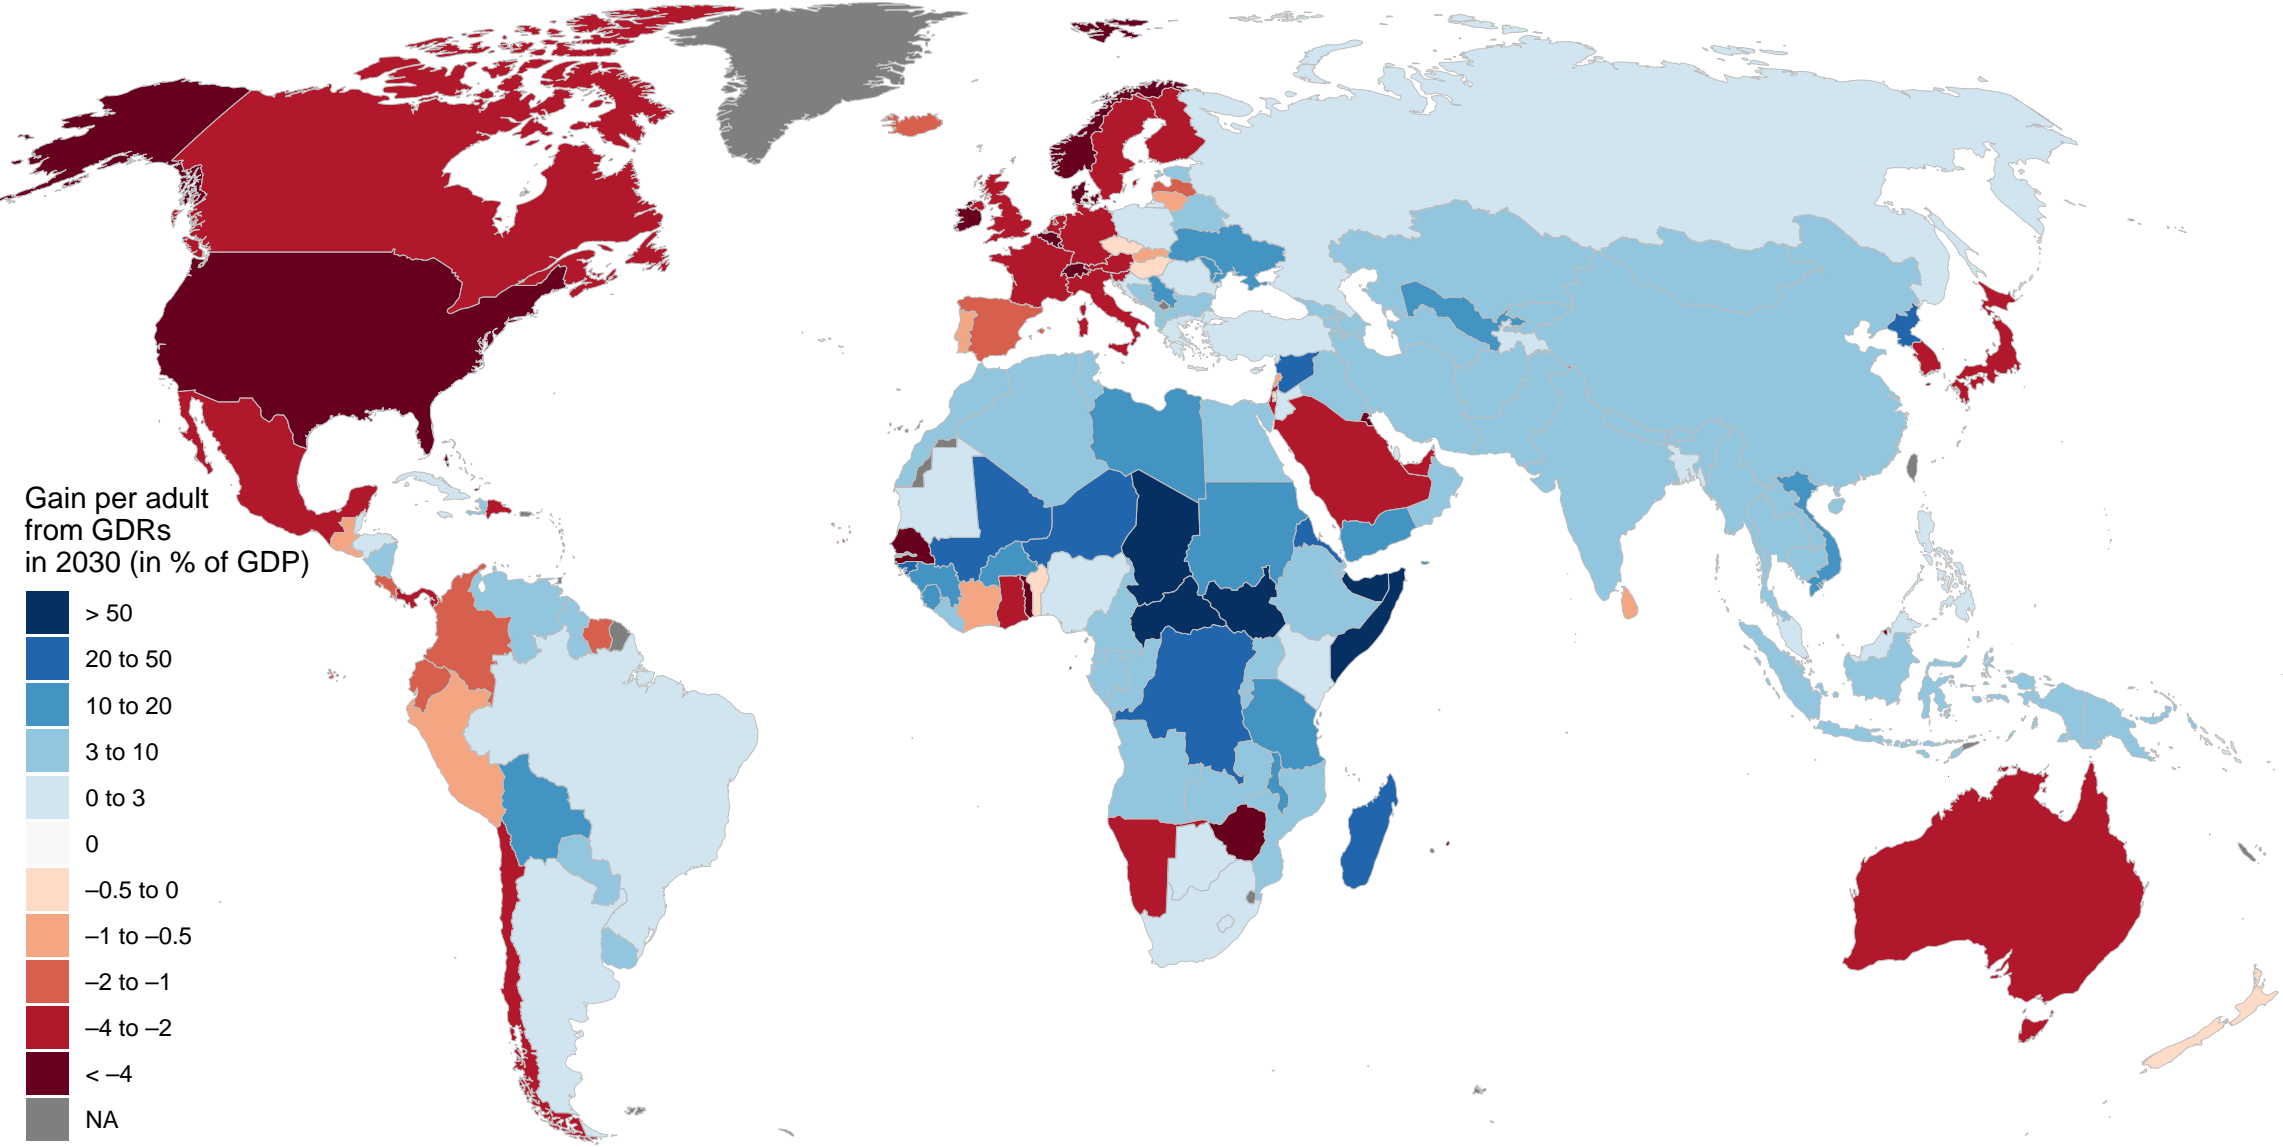 Gain per adult
from GDRs
in 2030 (in % of GDP)
> 50
20 to 50
10 to 20
3 to 10
0 to 3
0
–0.5 to 0
–1 to –0.5
–2 to –1
–4 to –2
< –4
NA